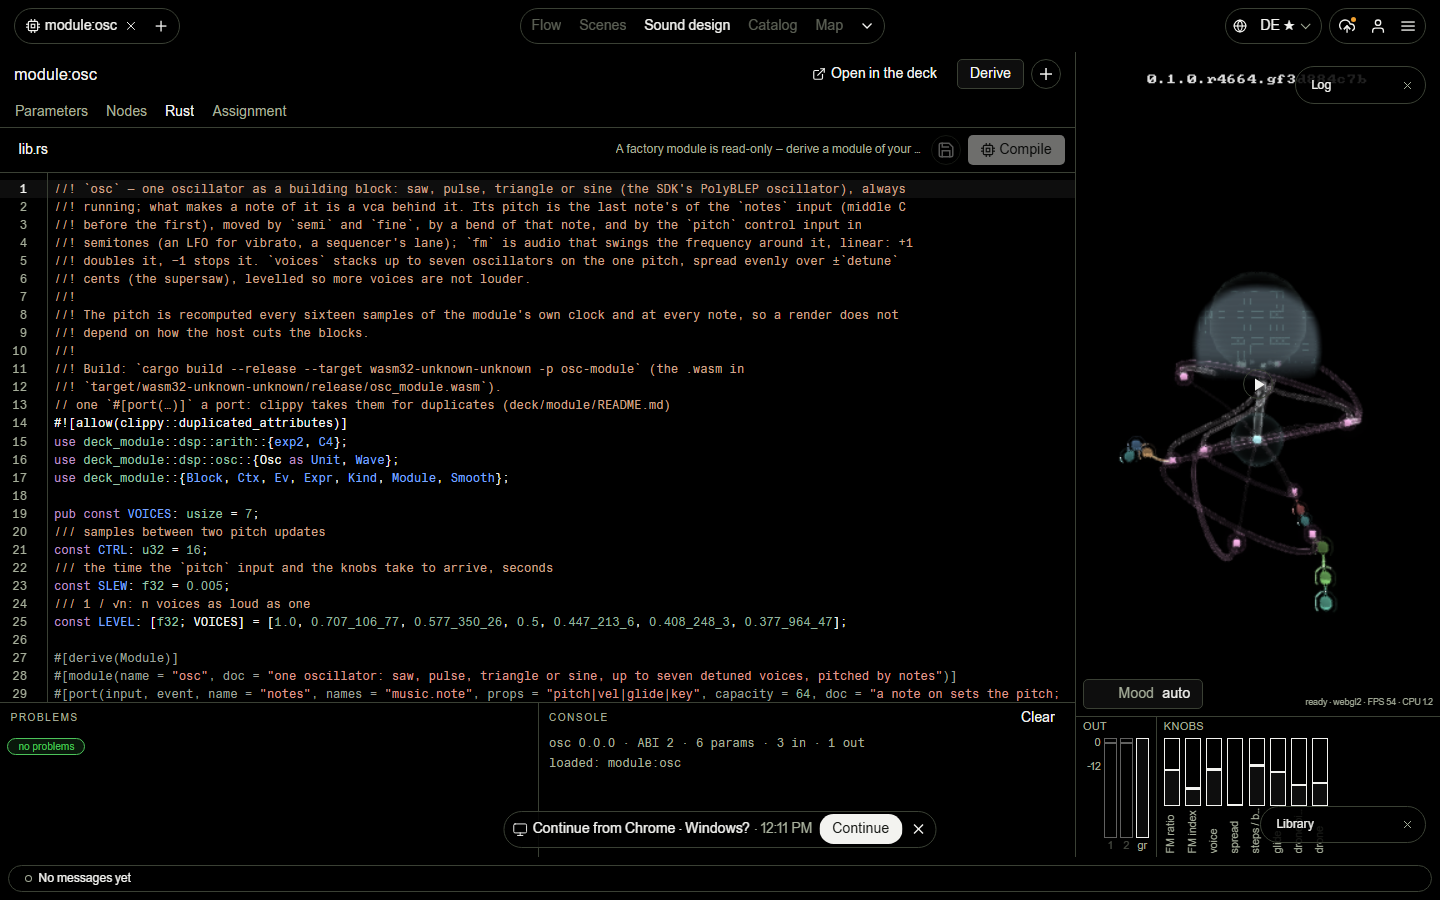 module:osc
Flow Scenes Sound design Catalog Map
DE ★
module:osc
Open in the deck
Derive
Parameters Nodes Rust Assignment
lib.rs
A factory module is read-only – derive a module of your …
Compile
1 //! `osc` — one oscillator as a building block: saw, pulse, triangle or sine (the SDK's PolyBLEP oscillator), always
2 //! running; what makes a note of it is a vca behind it. Its pitch is the last note's of the `notes` input (middle C
3 //! before the first), moved by `semi` and `fine`, by a bend of that note, and by the `pitch` control input in
4 //! semitones (an LFO for vibrato, a sequencer's lane); `fm` is audio that swings the frequency around it, linear: +1
5 //! doubles it, −1 stops it. `voices` stacks up to seven oscillators on the one pitch, spread evenly over ±`detune`
6 //! cents (the supersaw), levelled so more voices are not louder.
7 //!
8 //! The pitch is recomputed every sixteen samples of the module's own clock and at every note, so a render does not
9 //! depend on how the host cuts the blocks.
10 //!
11 //! Build: `cargo build --release --target wasm32-unknown-unknown -p osc-module` (the .wasm in
12 //! `target/wasm32-unknown-unknown/release/osc_module.wasm`).
13 // one `#[port(…)]` a port: clippy takes them for duplicates (deck/module/README.md)
14 #![allow(clippy::duplicated_attributes)]
15 use deck_module::dsp::arith::{exp2, C4};
16 use deck_module::dsp::osc::{Osc as Unit, Wave};
17 use deck_module::{Block, Ctx, Ev, Expr, Kind, Module, Smooth};
18
19 pub const VOICES: usize = 7;
20 /// samples between two pitch updates
21 const CTRL: u32 = 16;
22 /// the time the `pitch` input and the knobs take to arrive, seconds
23 const SLEW: f32 = 0.005;
24 /// 1 / √n: n voices as loud as one
25 const LEVEL: [f32; VOICES] = [1.0, 0.707_106_77, 0.577_350_26, 0.5, 0.447_213_6, 0.408_248_3, 0.377_964_47];
26
27 #[derive(Module)]
28 #[module(name = "osc", doc = "one oscillator: saw, pulse, triangle or sine, up to seven detuned voices, pitched by notes")]
29 #[port(input, event, name = "notes", names = "music.note", props = "pitch|vel|glide|key", capacity = 64, doc = "a note on sets the pitch;
PROBLEMS
no problems
CONSOLE
Clear
osc 0.0.0 · ABI 2 · 6 params · 3 in · 1 out
loaded: module:osc
0.1.0.r4664.gf3
Log
Mood auto
ready · webgl2 · FPS 54 · CPU 1.2
OUT
0
-12
1 2 gr
KNOBS
FM ratio
FM index
voice
spread
steps / b…
Library
Continue from Chrome · Windows? · 12:11 PM
Continue
No messages yet